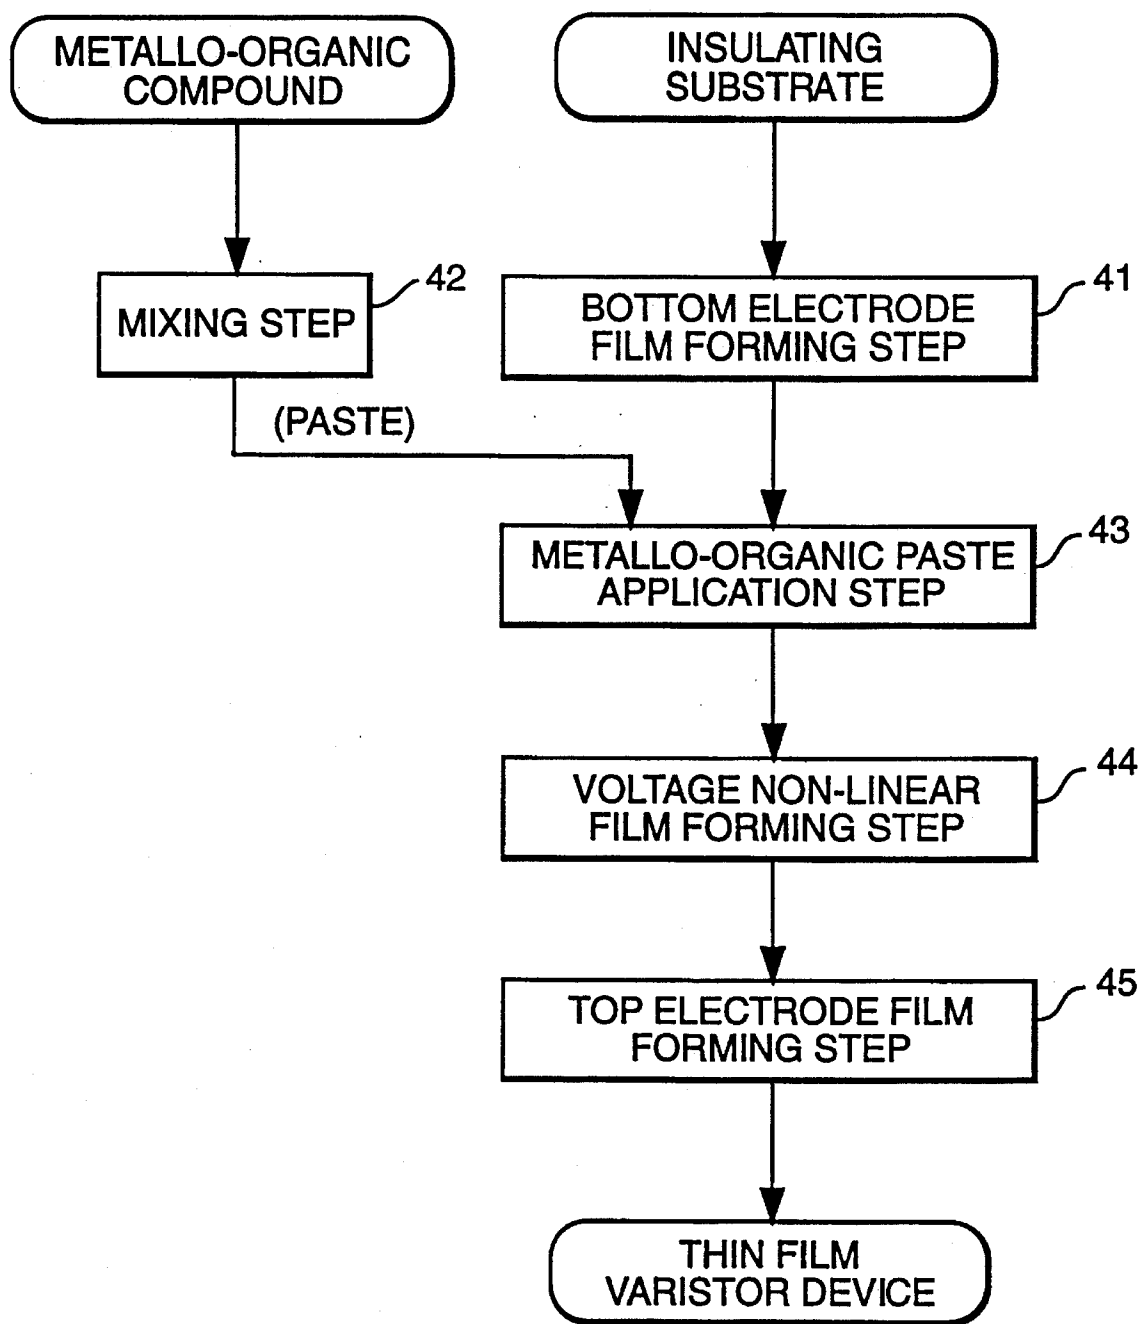 METALLO-ORGANIC
COMPOUND
INSULATING
SUBSTRATE
MIXING STEP
42
BOTTOM ELECTRODE
FILM FORMING STEP
41
(PASTE)
METALLO-ORGANIC PASTE
APPLICATION STEP
43
VOLTAGE NON-LINEAR
FILM FORMING STEP
44
TOP ELECTRODE FILM
FORMING STEP
45
THIN FILM
VARISTOR DEVICE